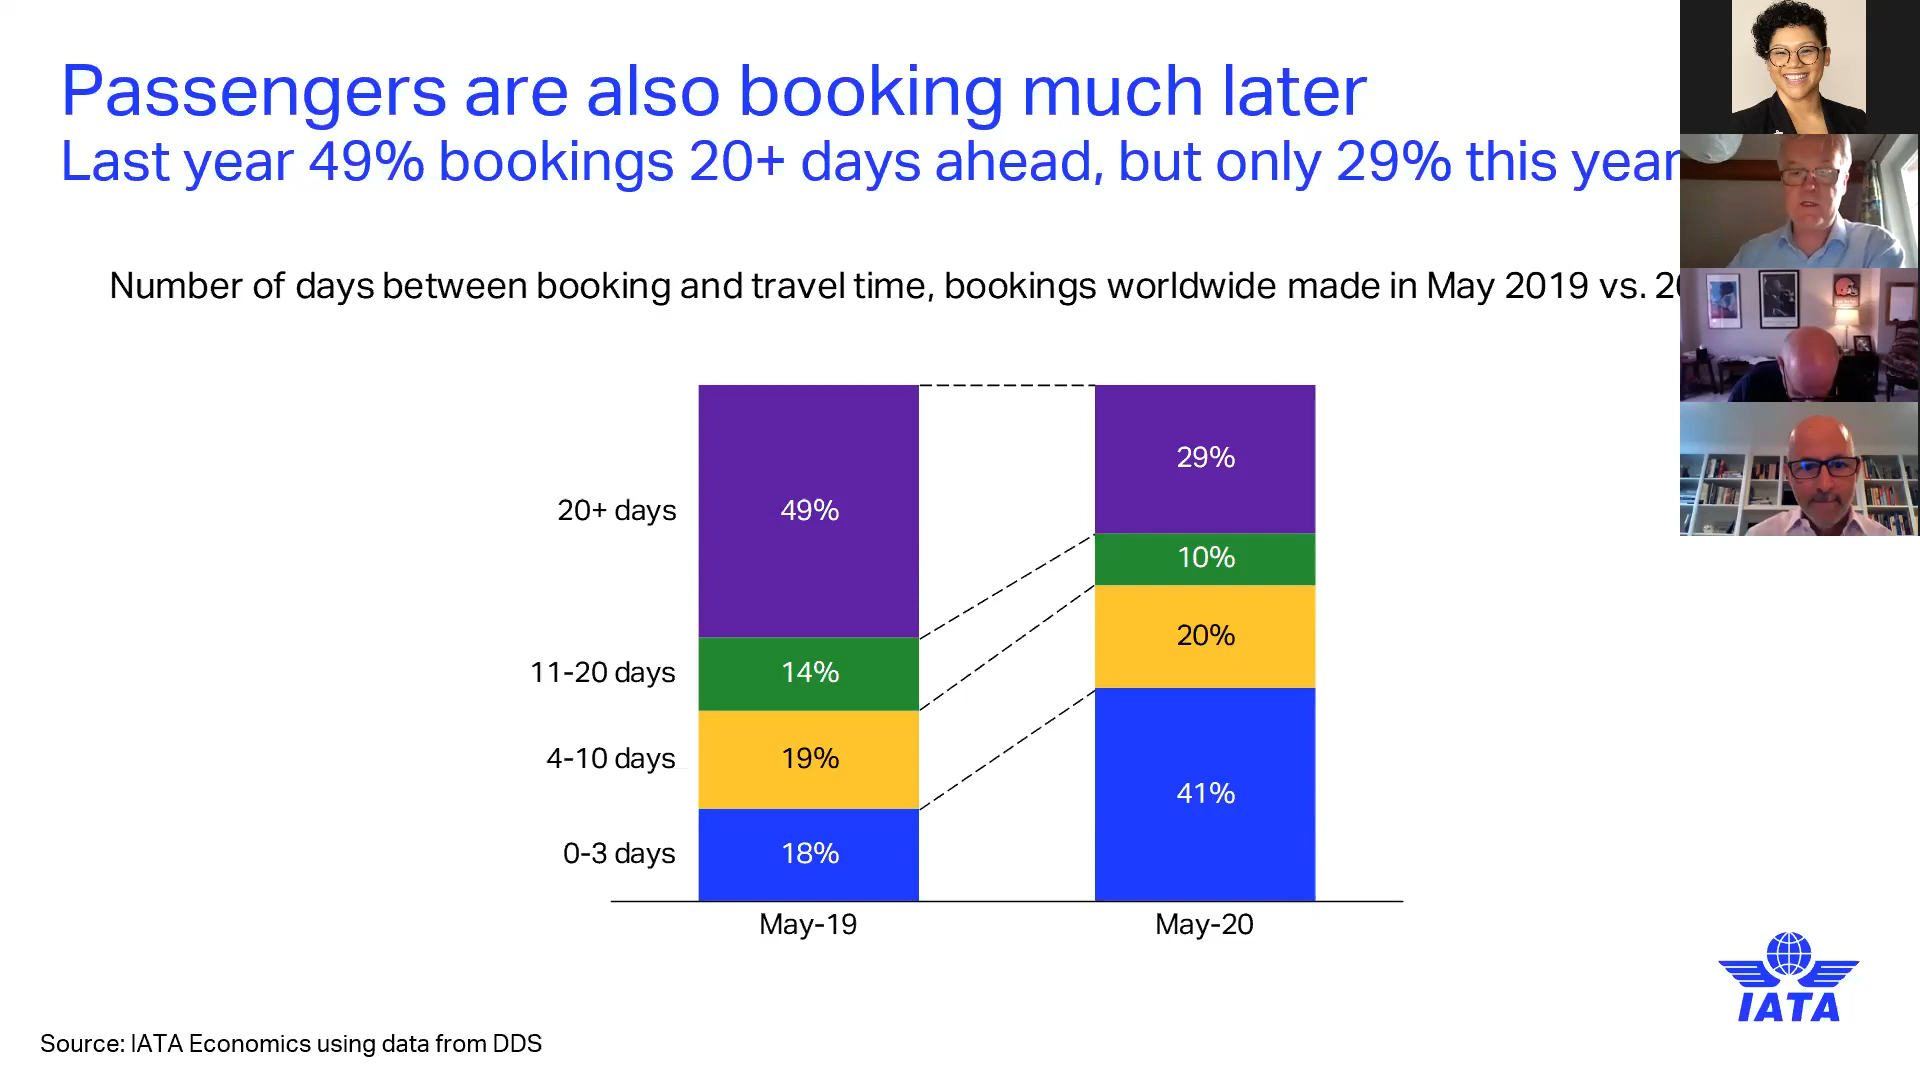 Passengers are also booking much later
Last year 49% bookings 20+ days ahead, but only 29% this year
Number of days between booking and travel time, bookings worldwide made in May 2019 vs.
20+ days
49%
29%
11-20 days
14%
10%
4-10 days
19%
20%
0-3 days
18%
41%
May-19
May-20
IATA
Source: IATA Economics using data from DDS